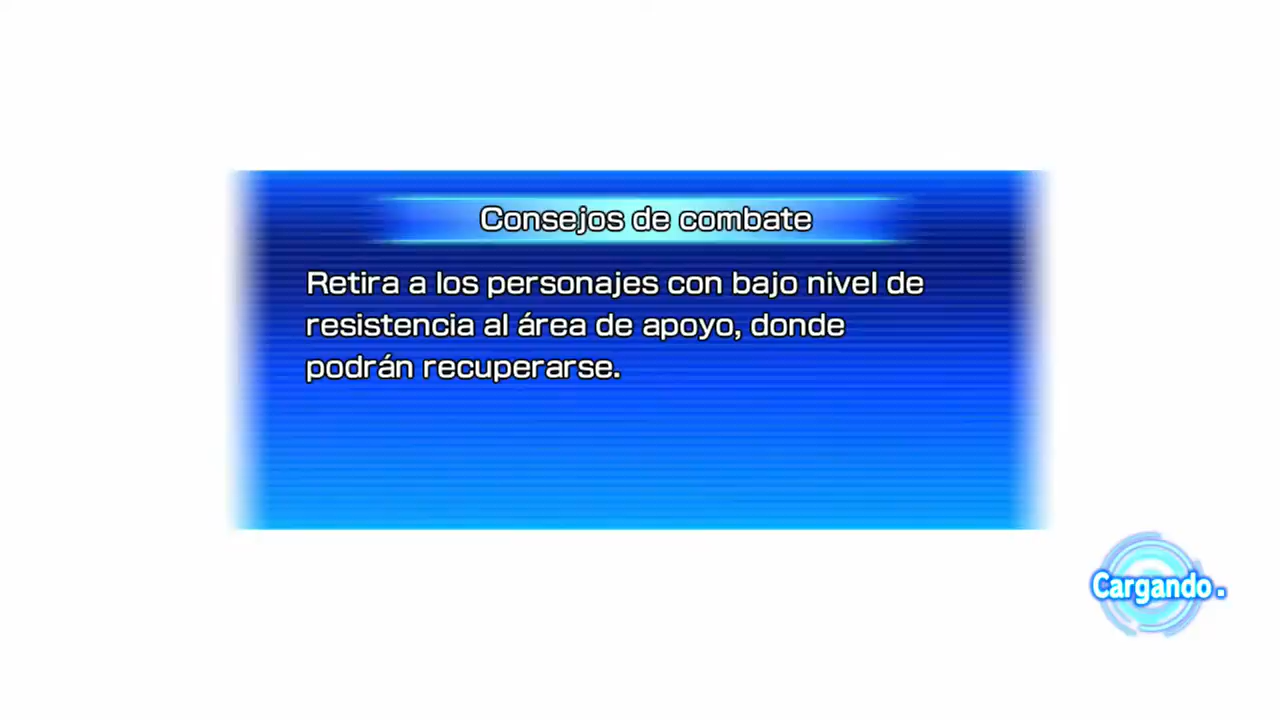 Consejos de combate
Retira a los personajes con bajo nivel de
resistencia al área de apoyo, donde
podrán recuperarse.
Cargando.